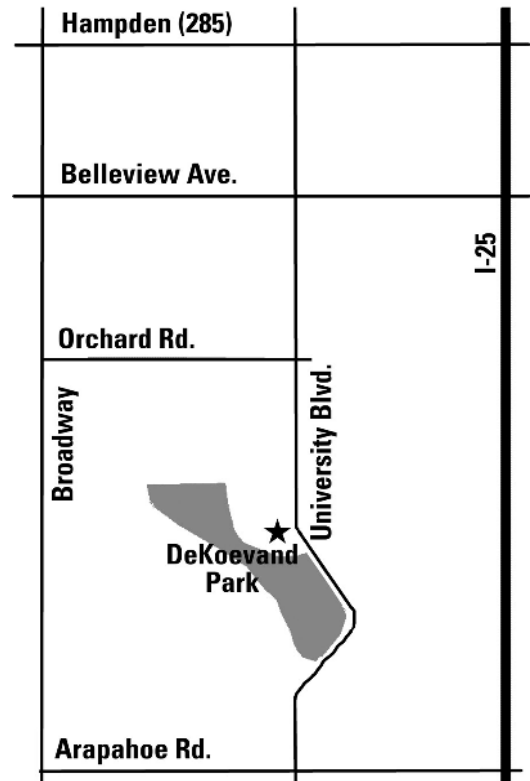 Hampden (285)
Belleview Ave.
I-25
Orchard Rd.
Broadway
University Blvd.
DeKoevand
Park
Arapahoe Rd.